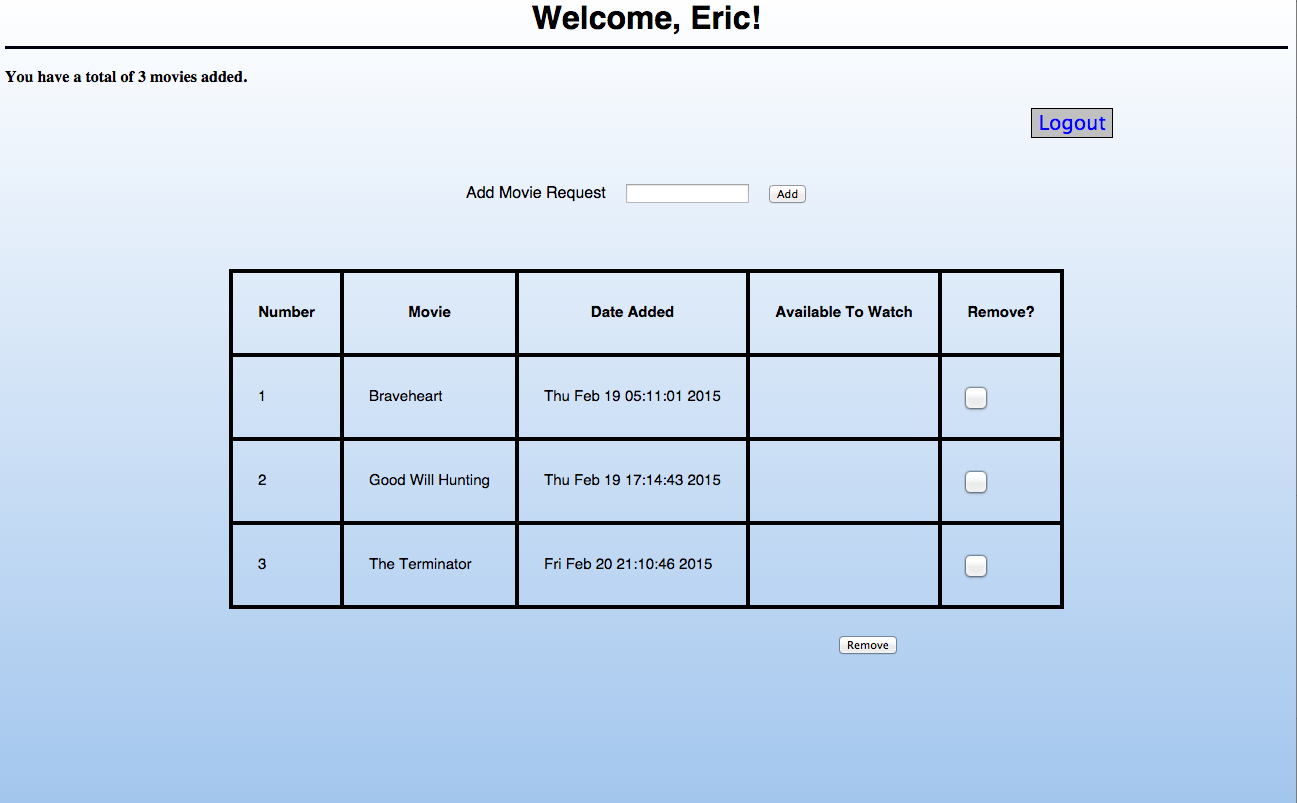 Welcome, Eric!
You have a total of 3 movies added.
Logout
Add Movie Request Add
Number Movie Date Added Available To Watch Remove?
1 Braveheart Thu Feb 19 05:11:01 2015
2 Good Will Hunting Thu Feb 19 17:14:43 2015
3 The Terminator Fri Feb 20 21:10:46 2015
Remove